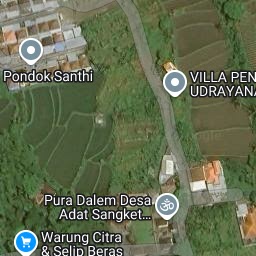 Pondok Santhi
VILLA PEN
UDRAYANA
Pura Dalem Desa
Adat Sangket...
Warung Citra
& Selip Beras